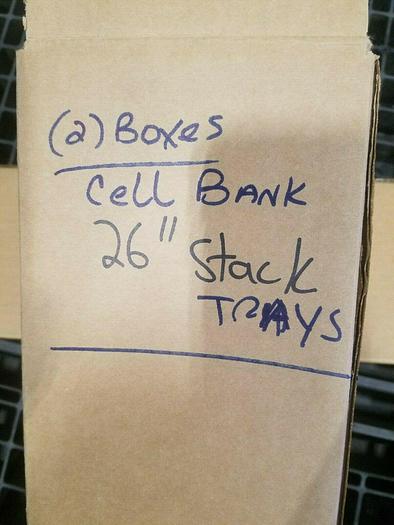 (2) Boxes
Cell BANK
26" Stack
TRAYS